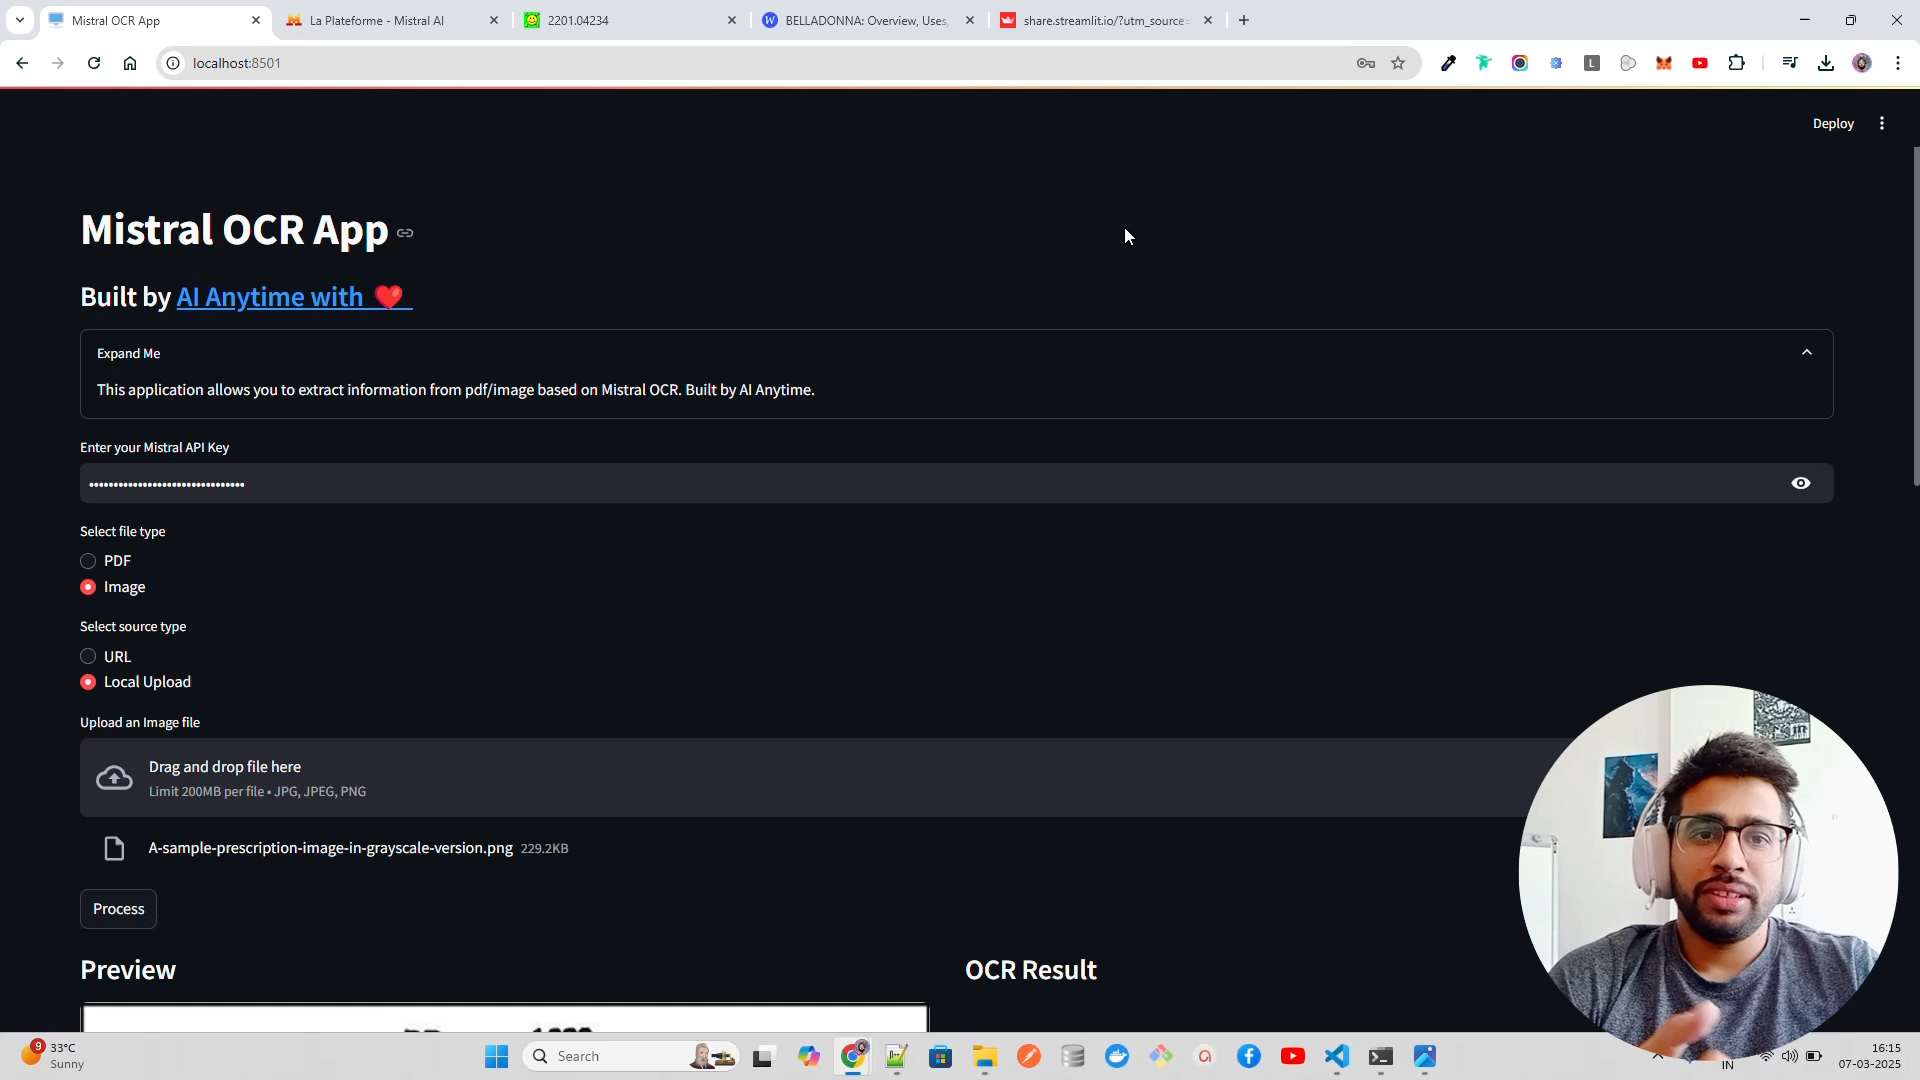 Mistral OCR App
La Plateforme - Mistral AI
2201.04234
BELLADONNA: Overview, Uses,
share.streamlit.io/?utm_source=
localhost:8501
Deploy
Mistral OCR App
Built by AI Anytime with ❤️
Expand Me
This application allows you to extract information from pdf/image based on Mistral OCR. Built by AI Anytime.
Enter your Mistral API Key
••••••••••••••••••••••••••••••••
Select file type
PDF
Image
Select source type
URL
Local Upload
Upload an Image file
Drag and drop file here
Limit 200MB per file • JPG, JPEG, PNG
A-sample-prescription-image-in-grayscale-version.png 229.2KB
Process
Preview
OCR Result
9
33°C
Sunny
Search
IN
16:15
07-03-2025